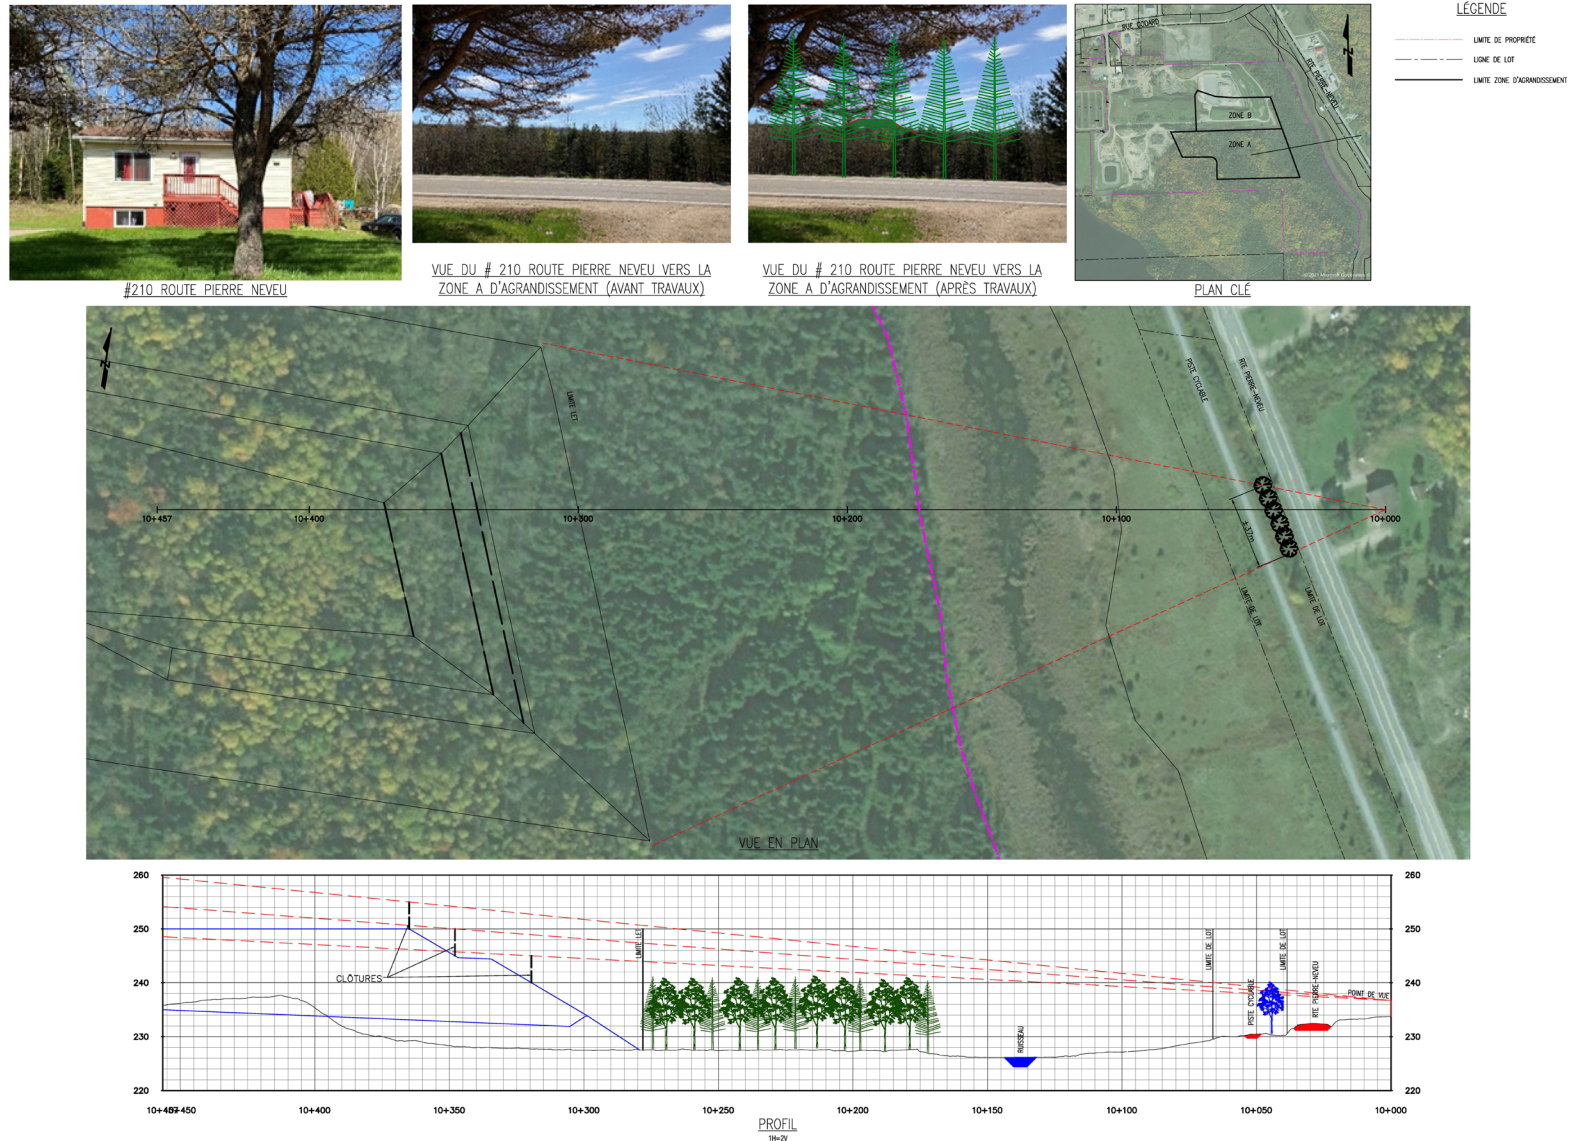 LÉGENDE
LIMITE DE PROPRIÉTÉ
LIGNE DE LOT
LIMITE ZONE D'AGRANDISSEMENT
RUE GODARD
RTE PIERRE-NEVEU
N
ZONE B
ZONE A
#210 ROUTE PIERRE NEVEU
VUE DU # 210 ROUTE PIERRE NEVEU VERS LA
ZONE A D'AGRANDISSEMENT (AVANT TRAVAUX)
VUE DU # 210 ROUTE PIERRE NEVEU VERS LA
ZONE A D'AGRANDISSEMENT (APRÈS TRAVAUX)
PLAN CLÉ
N
LIMITE LET
PISTE CYCLABLE
RTE PIERRE-NEVEU
10+457
10+400
10+300
10+200
10+100
10+000
±37m
LIMITE DE LOT
LIMITE DE LOT
VUE EN PLAN
260
250
240
230
220
CLÔTURES
LIMITE LET
RUISSEAU
LIMITE DE LOT
PISTE CYCLABLE
LIMITE DE LOT
RTE PIERRE-NEVEU
POINT DE VUE
260
250
240
230
220
10+450
10+400
10+350
10+300
10+250
10+200
10+150
10+100
10+050
10+000
PROFIL
1H=2V